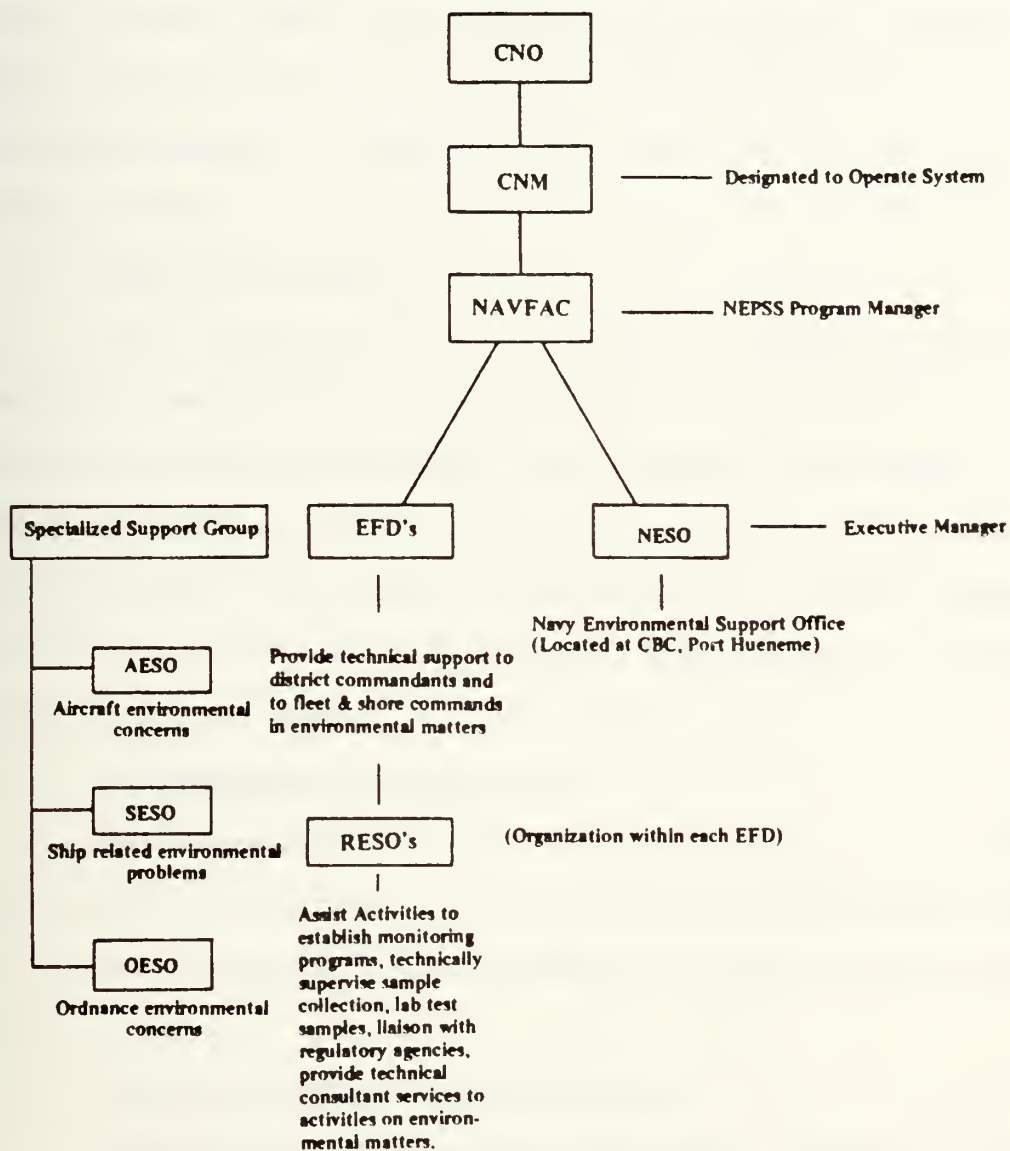 CNO
CNM
Designated to Operate System
NAVFAC
NEPSS Program Manager
Specialized Support Group
EFD's
NESO
Executive Manager
Navy Environmental Support Office
(Located at CBC, Port Hueneme)
AESO
Aircraft environmental
concerns
Provide technical support to
district commandants and
to fleet & shore commands
in environmental matters
SESO
Ship related environmental
problems
RESO's
(Organization within each EFD)
OESO
Ordnance environmental
concerns
Assist Activities to
establish monitoring
programs, technically
supervise sample
collection, lab test
samples, liaison with
regulatory agencies,
provide technical
consultant services to
activities on environ-
mental matters.